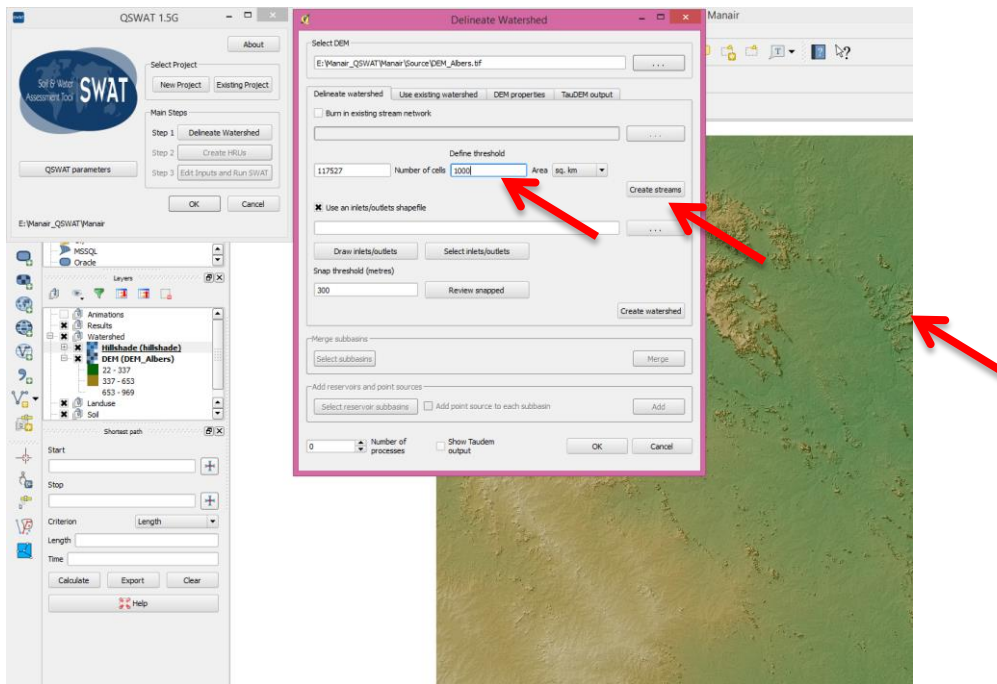 QSWAT 1.5G
About
Select Project
New Project Existing Project
Soil & Water
Assessment Tool
SWAT
Main Steps
Step 1 Delineate Watershed
Step 2 Create HRUs
Step 3 Edit Inputs and Run SWAT
QSWAT parameters
OK Cancel
E:\Manair_QSWAT\Manair
MSSQL
Oracle
Layers
Animations
Results
Watershed
Hillshade (hillshade)
DEM (DEM_Albers)
22 - 337
337 - 653
653 - 969
Landuse
Soil
Shortest path
Start
Stop
Criterion Length
Length
Time
Calculate Export Clear
Help
Delineate Watershed
Select DEM
E:\Manair_QSWAT\Manair\Source\DEM_Albers.tif ...
Delineate watershed Use existing watershed DEM properties TauDEM output
Burn in existing stream network
...
Define threshold
117527 Number of cells 1000 Area sq. km
Create streams
Use an inlets/outlets shapefile
...
Draw inlets/outlets Select inlets/outlets
Snap threshold (metres)
300 Review snapped
Create watershed
Merge subbasins
Select subbasins Merge
Add reservoirs and point sources
Select reservoir subbasins Add point source to each subbasin Add
0 Number of processes Show Taudem output OK Cancel
Manair